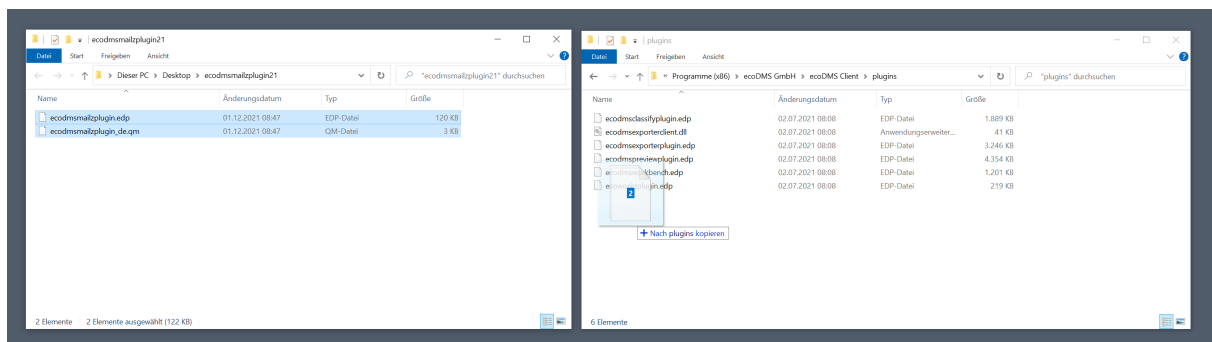 ecodmsmailzplugin21
Datei Start Freigeben Ansicht
Dieser PC > Desktop > ecodmsmailzplugin21
"ecodmsmailzplugin21" durchsuchen
Name Änderungsdatum Typ Größe
ecodmsmailzplugin.edp 01.12.2021 08:47 EDP-Datei 120 KB
ecodmsmailzplugin_de.qm 01.12.2021 08:47 QM-Datei 3 KB
2 Elemente 2 Elemente ausgewählt (122 KB)
plugins
Datei Start Freigeben Ansicht
« Programme (x86) > ecoDMS GmbH > ecoDMS Client > plugins
"plugins" durchsuchen
Name Änderungsdatum Typ Größe
ecodmsclassifyplugin.edp 02.07.2021 08:08 EDP-Datei 1.889 KB
ecodmsexporterclient.dll 02.07.2021 08:08 Anwendungserweiter... 41 KB
ecodmsexporterplugin.edp 02.07.2021 08:08 EDP-Datei 3.246 KB
ecodmspreviewplugin.edp 02.07.2021 08:08 EDP-Datei 4.354 KB
ecodmsworkbench.edp 02.07.2021 08:08 EDP-Datei 1.201 KB
02.07.2021 08:08 EDP-Datei 219 KB
2
Nach plugins kopieren
6 Elemente